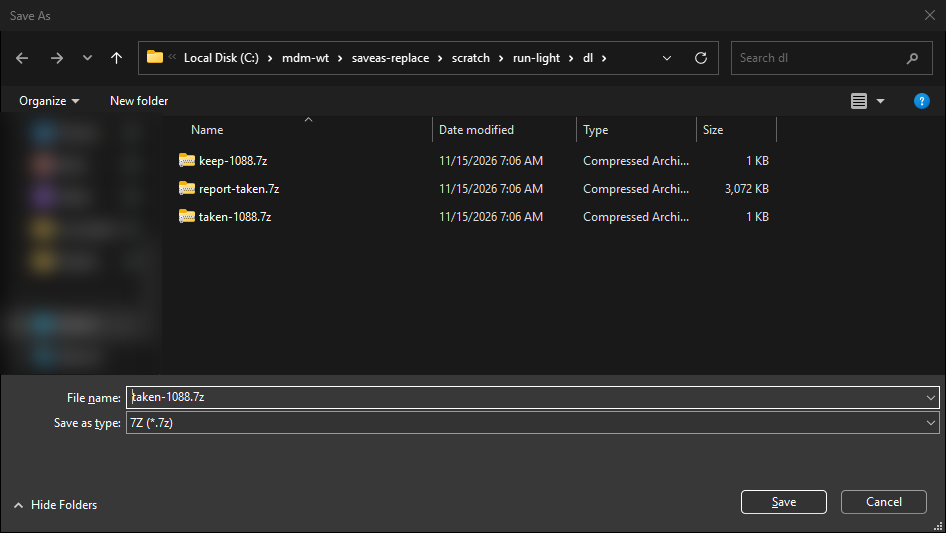 Save As
Local Disk (C:) › mdm-wt › saveas-replace › scratch › run-light › dl ›
Search dl
Organize
New folder
Name Date modified Type Size
keep-1088.7z 11/15/2026 7:06 AM Compressed Archi... 1 KB
report-taken.7z 11/15/2026 7:06 AM Compressed Archi... 3,072 KB
taken-1088.7z 11/15/2026 7:06 AM Compressed Archi... 1 KB
File name: taken-1088.7z
Save as type: 7Z (*.7z)
Hide Folders
Save
Cancel